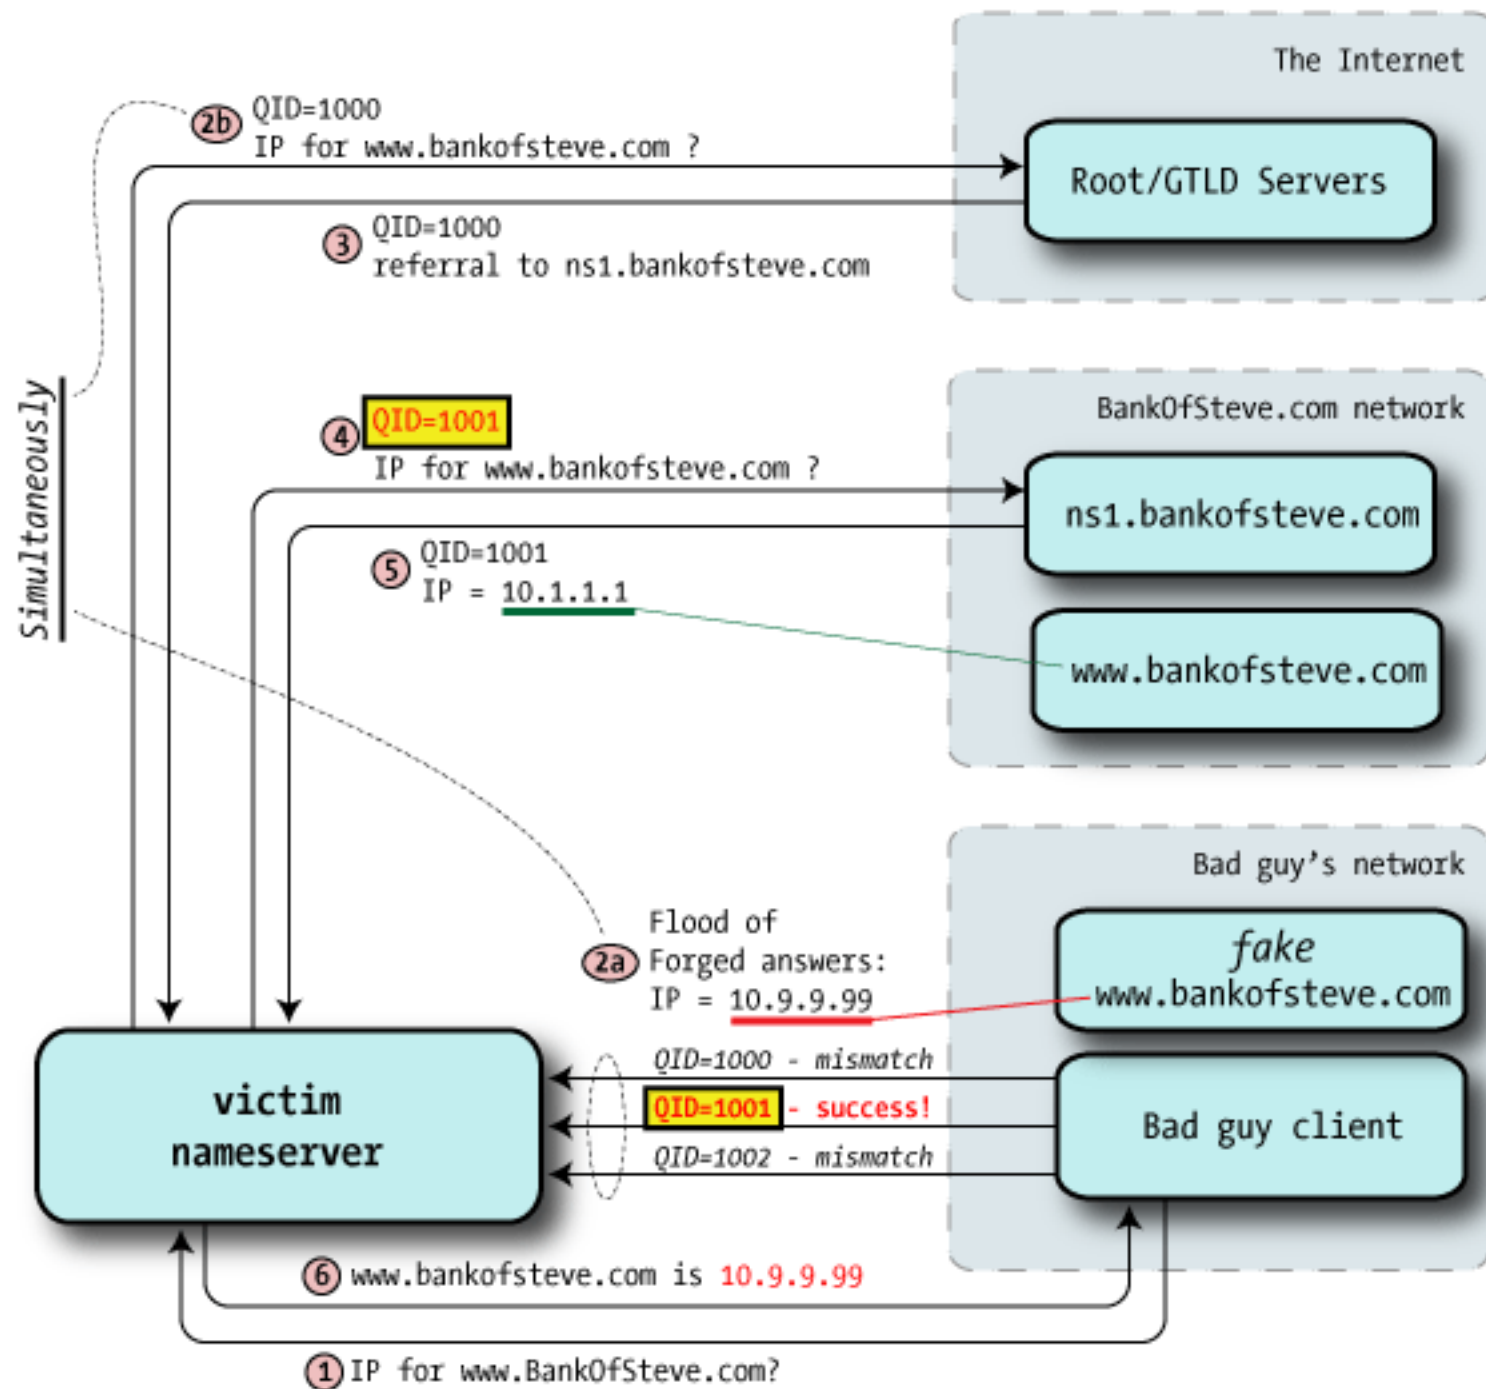 The Internet
Root/GTLD Servers
2b
QID=1000
IP for www.bankofsteve.com ?
3
QID=1000
referral to ns1.bankofsteve.com
Simultaneously
BankOfSteve.com network
4
QID=1001
IP for www.bankofsteve.com ?
ns1.bankofsteve.com
5
QID=1001
IP = 10.1.1.1
www.bankofsteve.com
Bad guy’s network
2a
Flood of
Forged answers:
IP = 10.9.9.99
fake
www.bankofsteve.com
QID=1000 - mismatch
QID=1001 - success!
QID=1002 - mismatch
Bad guy client
victim
nameserver
6 www.bankofsteve.com is 10.9.9.99
1 IP for www.BankOfSteve.com?